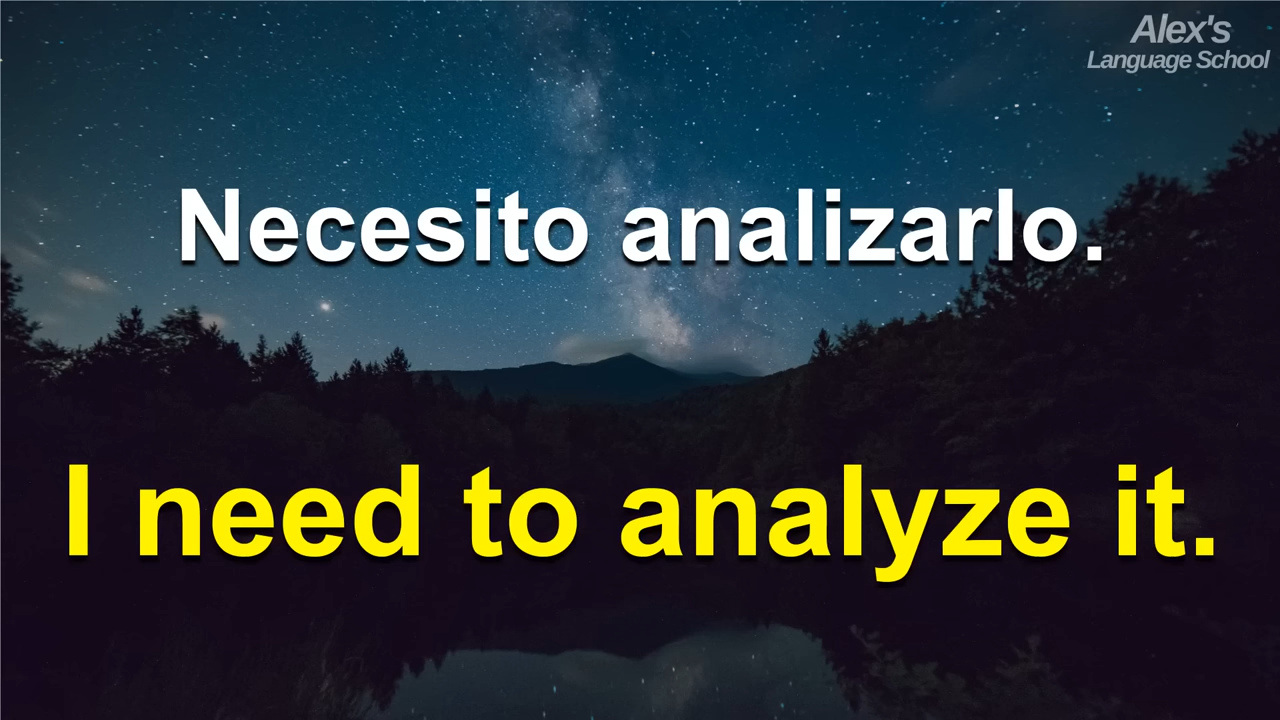 Alex's
Language School
Necesito analizarlo.
I need to analyze it.